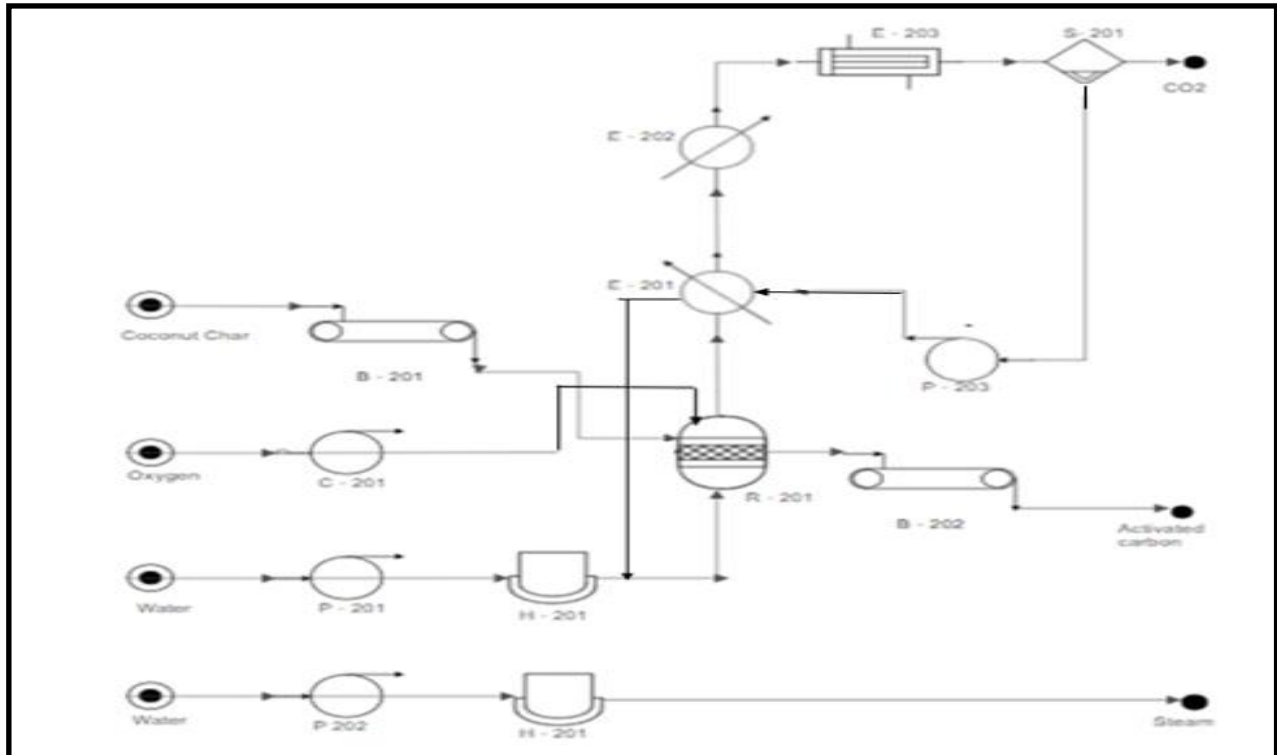 E - 203
S- 201
CO2
E - 202
E - 201
Coconut Char
B - 201
P - 203
Oxygen
C - 201
R - 201
B - 202
Activated
carbon
Water
P - 201
H - 201
Water
P 202
H - 201
Steam